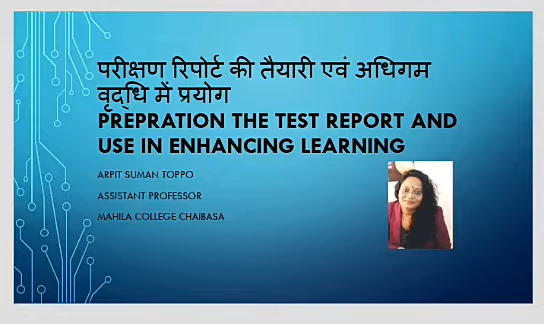 परीक्षण रिपोर्ट की तैयारी एवं अधिगम
वृद्धि में प्रयोग
PREPRATION THE TEST REPORT AND
USE IN ENHANCING LEARNING
ARPIT SUMAN TOPPO
ASSISTANT PROFESSOR
MAHILA COLLEGE CHAIBASA